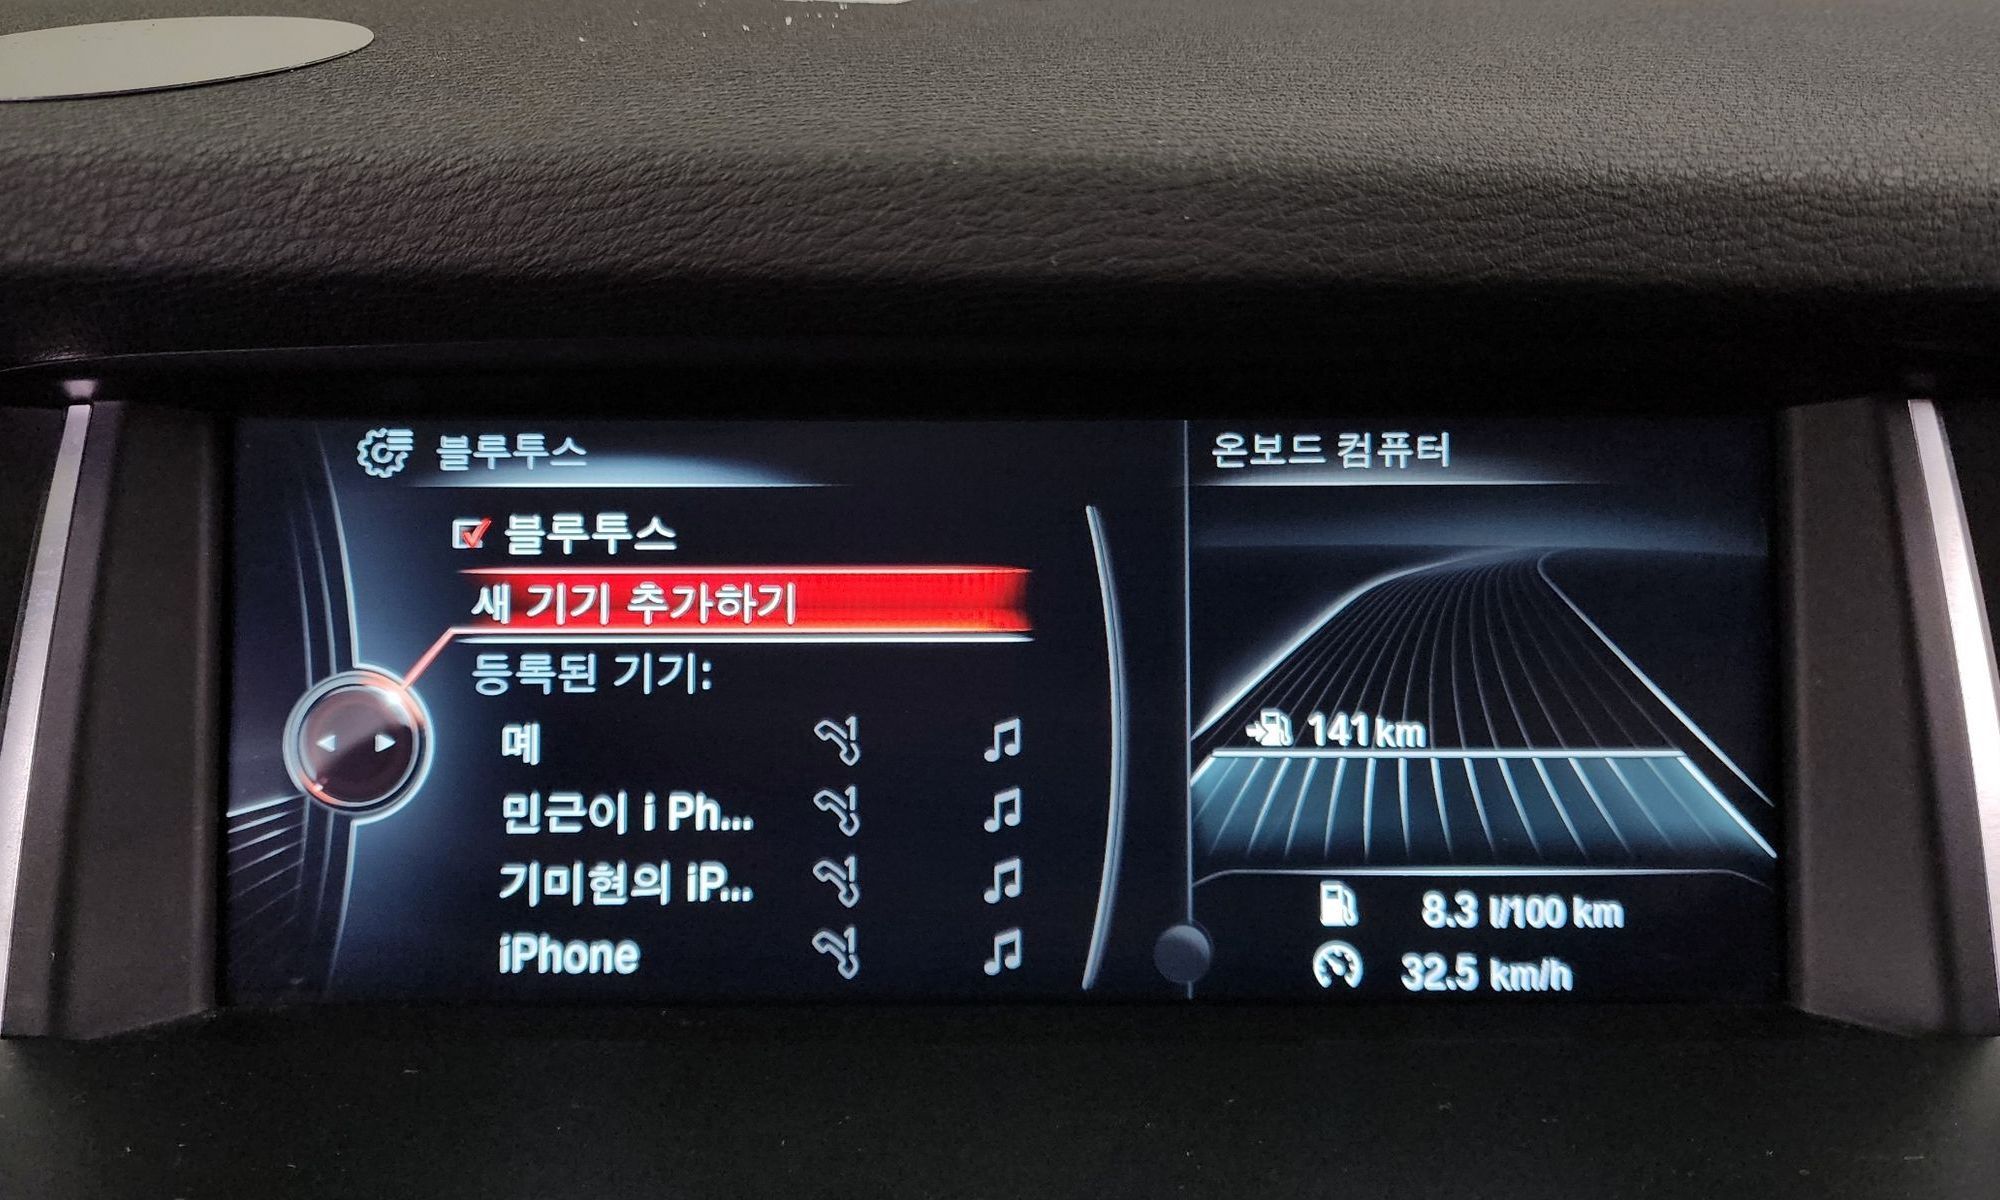 블루투스
블루투스
새 기기 추가하기
등록된 기기:
몌
민근이 i Ph...
기미현의 iP...
iPhone
온보드 컴퓨터
141 km
8.3 l/100 km
32.5 km/h